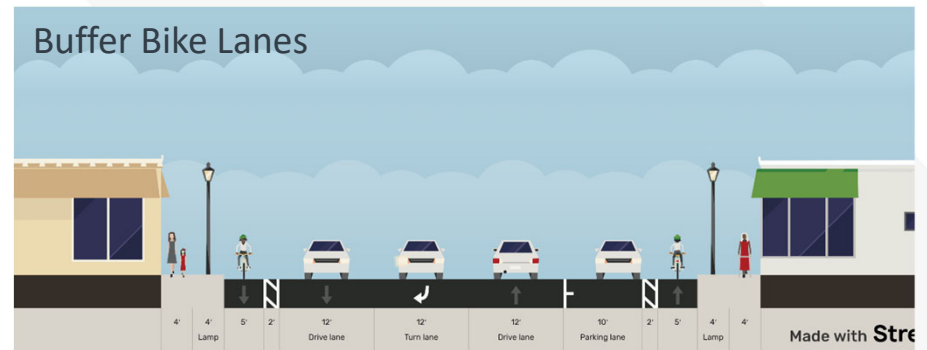 Buffer Bike Lanes
4' 4' 5' 2' 12' 12' 12' 10' 2' 5' 4' 4'
Lamp Drive lane Turn lane Drive lane Parking lane Lamp
Made with Stre